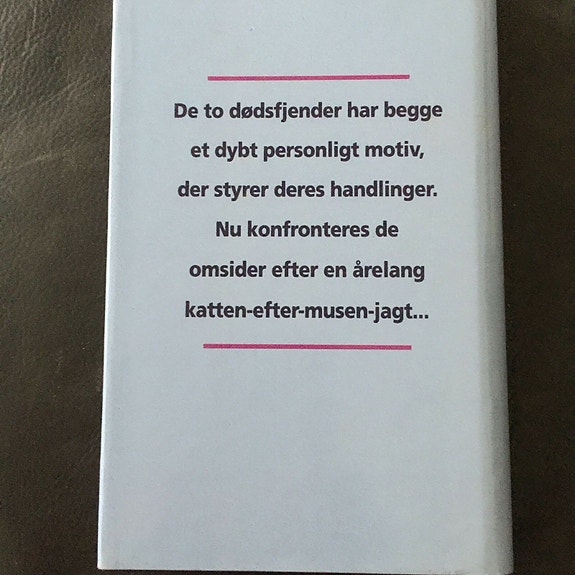 De to dødsfjender har begge
et dybt personligt motiv,
der styrer deres handlinger.
Nu konfronteres de
omsider efter en årelang
katten-efter-musen-jagt...